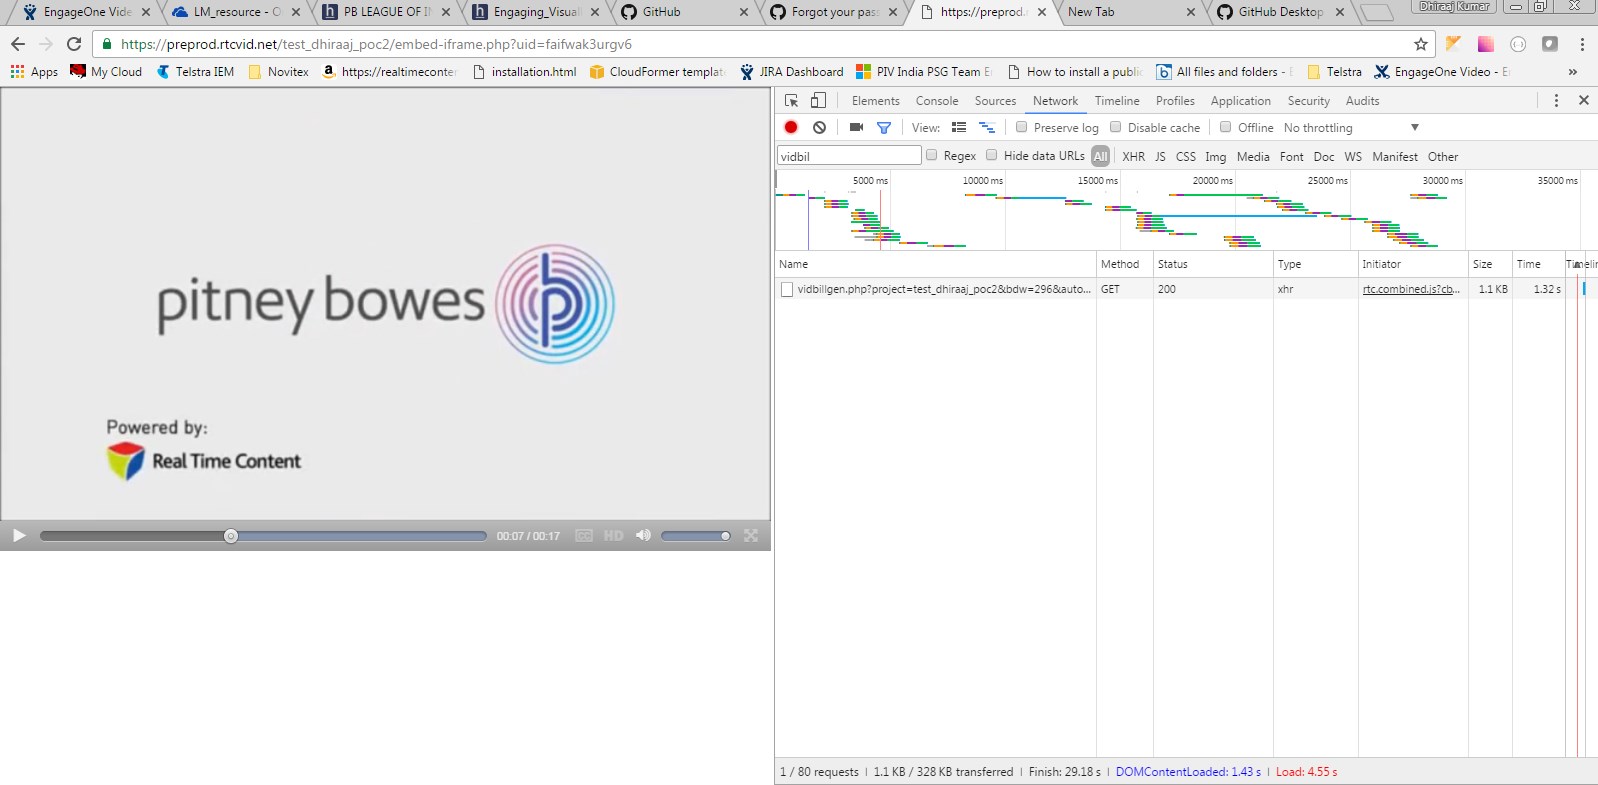 EngageOne Vide
LM_resource - O
PB LEAGUE OF IN
Engaging_Visuall
GitHub
Forgot your pass
https://preprod.r
New Tab
GitHub Desktop
Dhiraaj Kumar
https://preprod.rtcvid.net/test_dhiraaj_poc2/embed-iframe.php?uid=faifwak3urgv6
Apps My Cloud Telstra IEM Novitex https://realtimeconter installation.html CloudFormer templat JIRA Dashboard PIV India PSG Team E How to install a public All files and folders - E Telstra EngageOne Video - E »
Elements Console Sources Network Timeline Profiles Application Security Audits
View: Preserve log Disable cache Offline No throttling
vidbil Regex Hide data URLs All XHR JS CSS Img Media Font Doc WS Manifest Other
5000 ms 10000 ms 15000 ms 20000 ms 25000 ms 30000 ms 35000 ms
Name Method Status Type Initiator Size Time Timelin
vidbillgen.php?project=test_dhiraaj_poc2&bdw=296&auto... GET 200 xhr rtc.combined.js?cb... 1.1 KB 1.32 s
pitney bowes
Powered by:
Real Time Content
00:07 / 00:17 CC HD
1 / 80 requests | 1.1 KB / 328 KB transferred | Finish: 29.18 s | DOMContentLoaded: 1.43 s | Load: 4.55 s